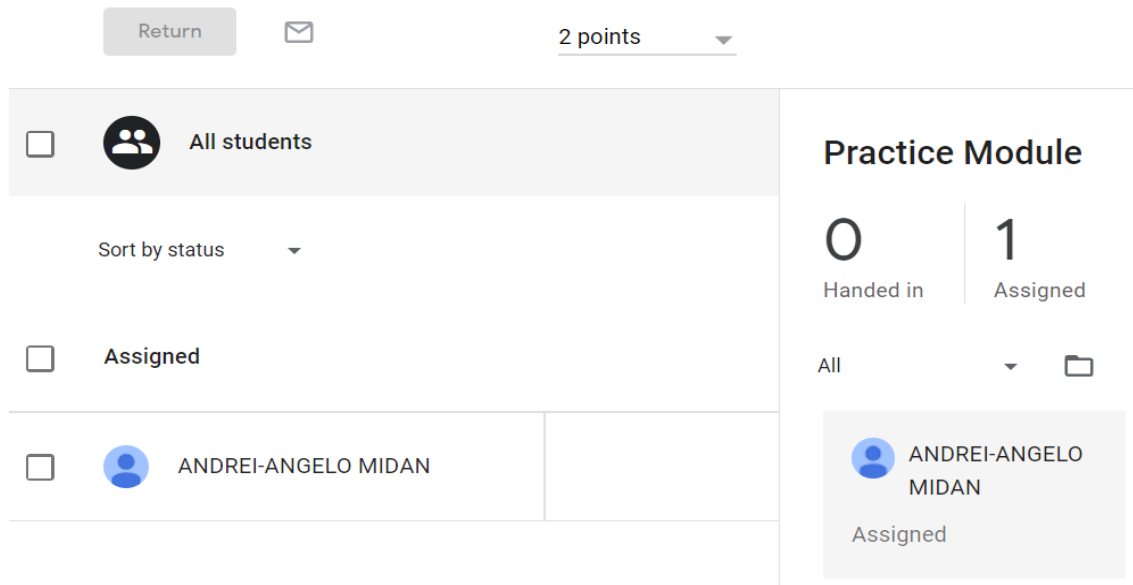 Return
2 points
All students
Sort by status
Assigned
ANDREI-ANGELO MIDAN
Practice Module
0
Handed in
1
Assigned
All
ANDREI-ANGELO
MIDAN
Assigned